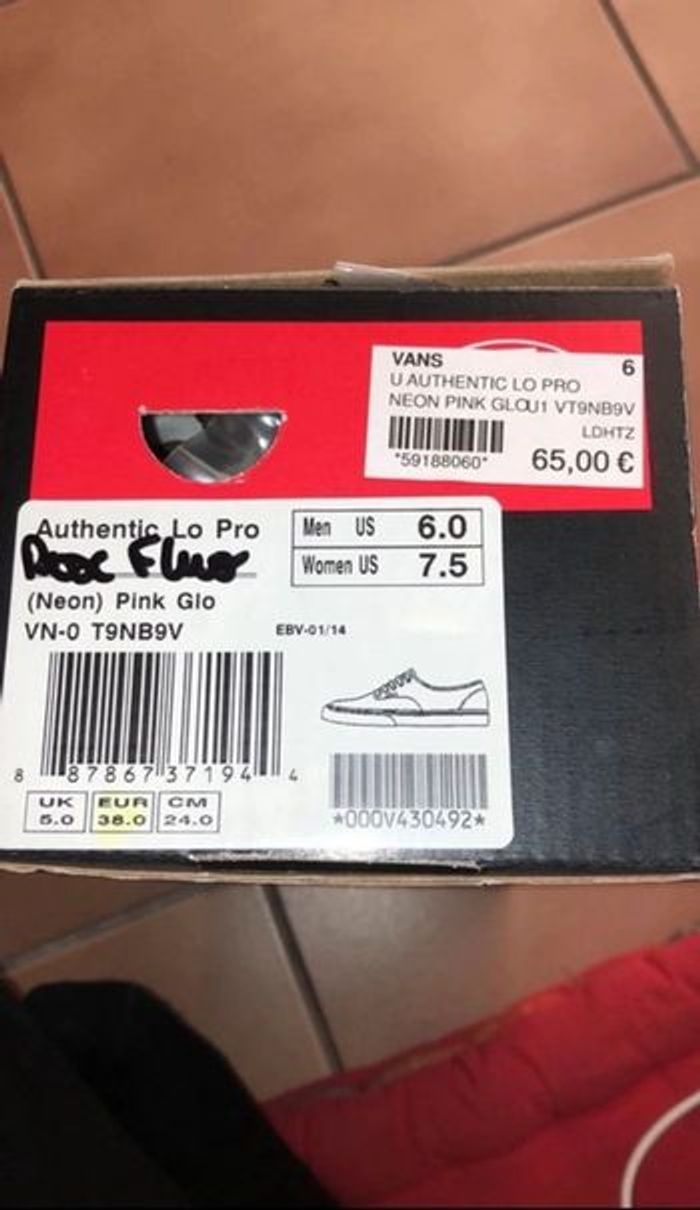 VANS 6
U AUTHENTIC LO PRO
NEON PINK GLOU1 VT9NB9V
LDHTZ
*59188060* 65,00 €
Authentic Lo Pro
Fluo
(Neon) Pink Glo
VN-0 T9NB9V
EBV-01/14
Men US 6.0
Women US 7.5
8 87867 37194 4
UK EUR CM
5.0 38.0 24.0
*000V430492*